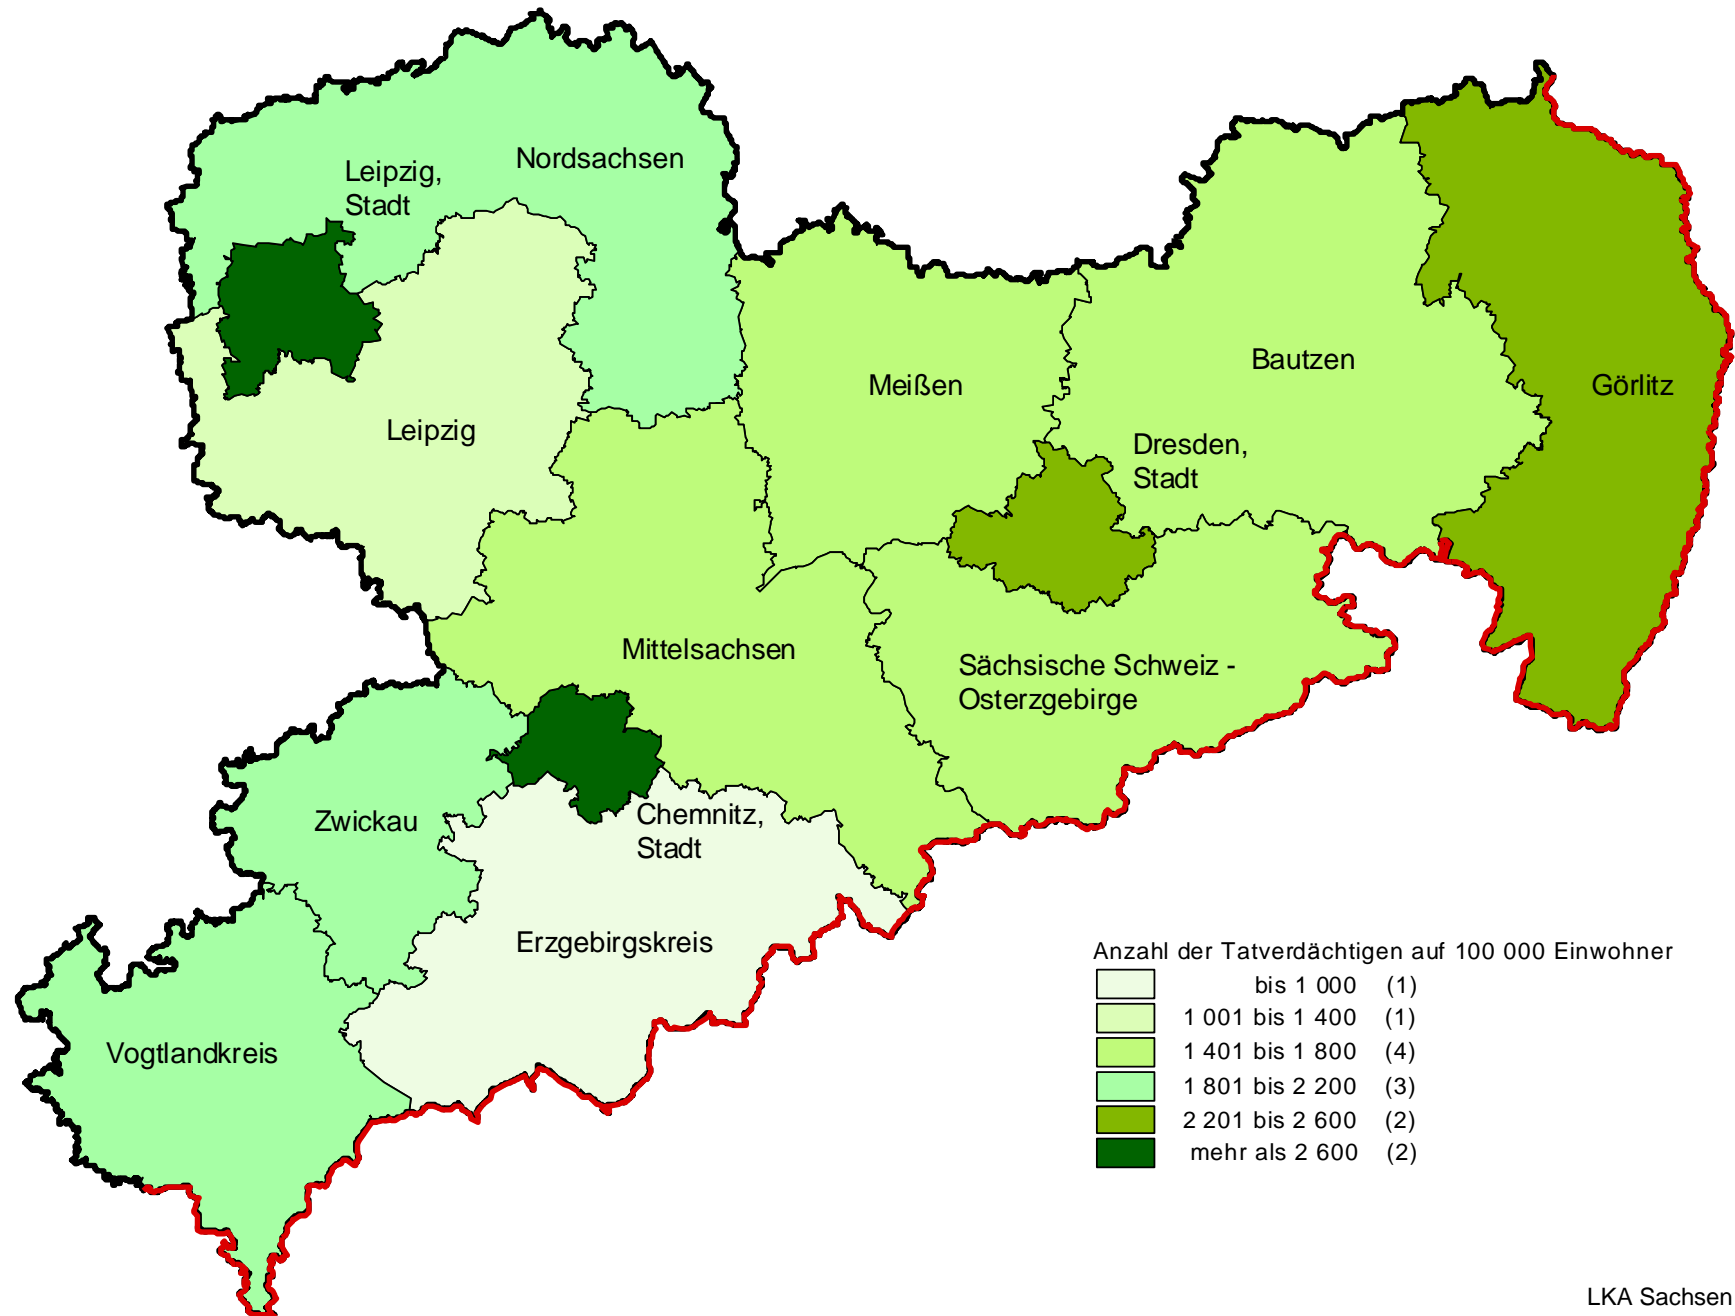 Nordsachsen
Leipzig,
Stadt
Bautzen
Meißen
Görlitz
Leipzig
Dresden,
Stadt
Mittelsachsen
Sächsische Schweiz -
Osterzgebirge
Zwickau
Chemnitz,
Stadt
Erzgebirgskreis
Vogtlandkreis
Anzahl der Tatverdächtigen auf 100 000 Einwohner
bis 1 000 (1)
1 001 bis 1 400 (1)
1 401 bis 1 800 (4)
1 801 bis 2 200 (3)
2 201 bis 2 600 (2)
mehr als 2 600 (2)
LKA Sachsen